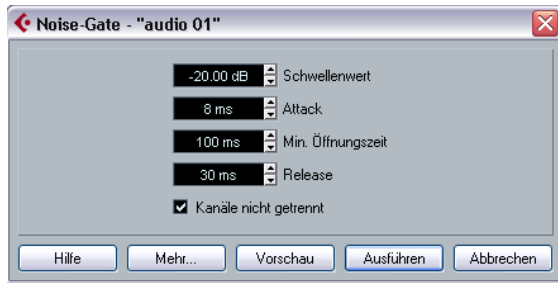 Noise-Gate - "audio 01"
-20.00 dB Schwellenwert
8 ms Attack
100 ms Min. Öffnungszeit
30 ms Release
Kanäle nicht getrennt
Hilfe Mehr... Vorschau Ausführen Abbrechen